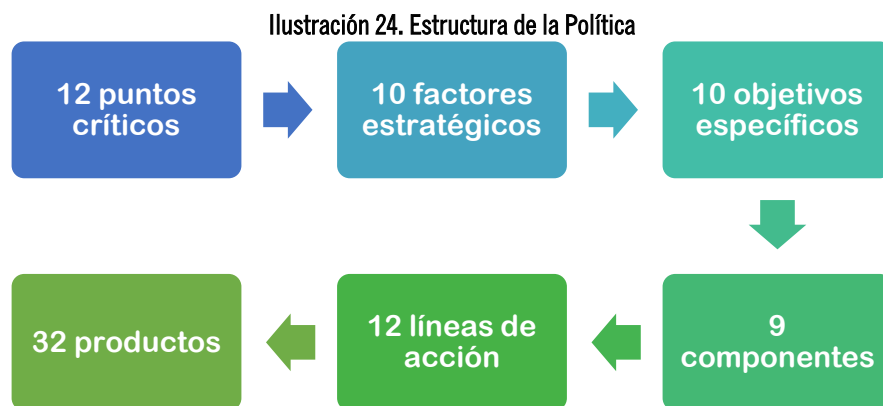 Ilustración 24. Estructura de la Política
12 puntos
críticos
10 factores
estratégicos
10 objetivos
específicos
9
componentes
12 líneas de
acción
32 productos